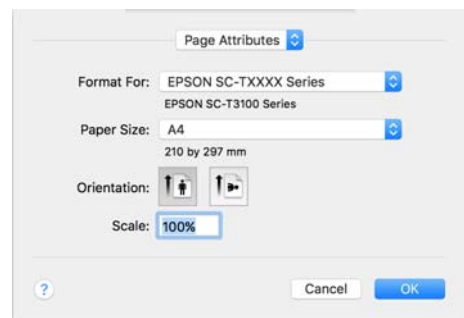 Page Attributes
Format For: EPSON SC-TXXXX Series
EPSON SC-T3100 Series
Paper Size: A4
210 by 297 mm
Orientation:
Scale: 100%
? Cancel OK